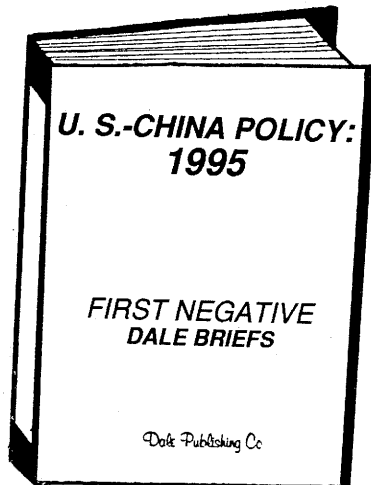 U. S.-CHINA POLICY:
1995
FIRST NEGATIVE
DALE BRIEFS
Dale Publishing Co